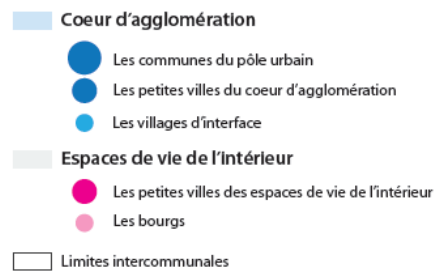 Coeur d'agglomération
Les communes du pôle urbain
Les petites villes du coeur d'agglomération
Les villages d'interface
Espaces de vie de l'intérieur
Les petites villes des espaces de vie de l'intérieur
Les bourgs
Limites intercommunales